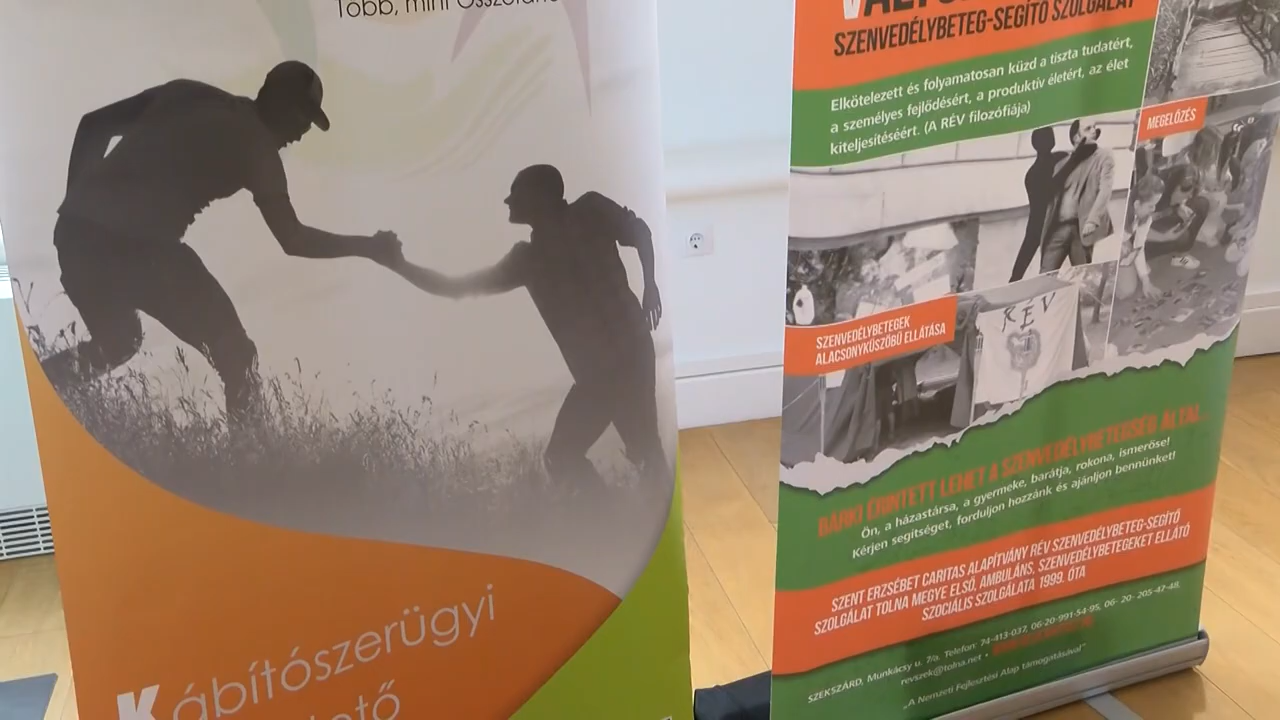 Több, mint
Kábítószerügyi
SZENVEDÉLYBETEG-SEGÍTŐ SZOLGÁLAT
Elkötelezett és folyamatosan küzd a tiszta tudatért,
a személyes fejlődésért, a produktív életért, az élet
kiteljesítéséért. (A RÉV filozófiája)
MEGELŐZÉS
SZENVEDÉLYBETEGEK
ALACSONYKÜSZÖBŰ ELLÁTÁSA
RÉV
BÁRKI ÉRINTETT LEHET A SZENVEDÉLYBETEGSÉG ÁLTAL...
Ön, a házastársa, a gyermeke, barátja, rokona, ismerőse!
Kérjen segítséget, forduljon hozzánk és ajánljon bennünket!
SZENT ERZSÉBET CARITAS ALAPÍTVÁNY RÉV SZENVEDÉLYBETEG-SEGÍTŐ
SZOLGÁLAT TOLNA MEGYE ELSŐ, AMBULÁNS, SZENVEDÉLYBETEGEKET ELLÁTÓ
SZOCIÁLIS SZOLGÁLATA 1999. ÓTA
SZEKSZÁRD, Munkácsy u. 7/a. Telefon: 74-413-037, 06-20-991-54-95, 06- 20- 205-47-48,
revszek@tolna.net •
„A Nemzeti Fejlesztési Alap támogatásával"